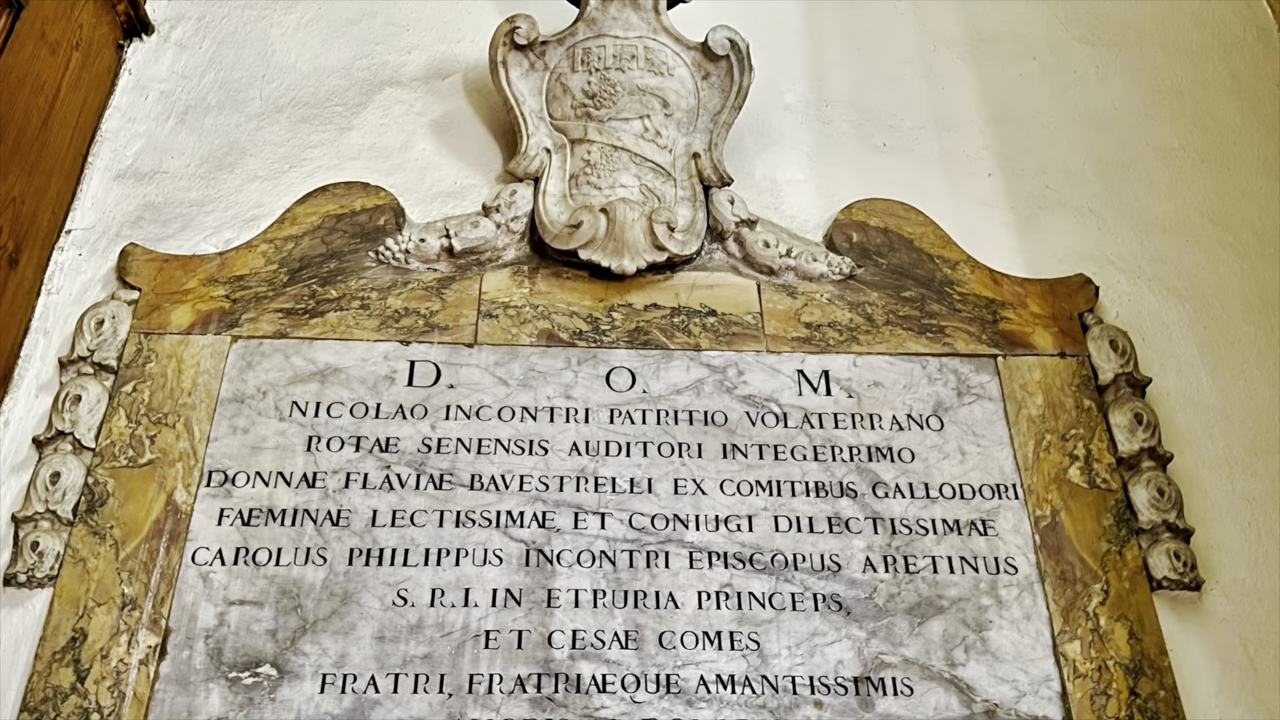 D. O. M.
NICOLAO INCONTRI PATRITIO VOLATERRANO
ROTAE SENENSIS AUDITORI INTEGERRIMO
DONNAE FLAVIAE BAVESTRELLI EX COMITIBUS GALLODORI
FAEMINAE LECTISSIMAE, ET CONIUGI DILECTISSIMAE
CAROLUS PHILIPPUS INCONTRI EPISCOPUS ARETINUS
S. R. I. IN ETRURIA PRINCEPS,
ET CESAE COMES
FRATRI, FRATRIAEQUE AMANTISSIMIS